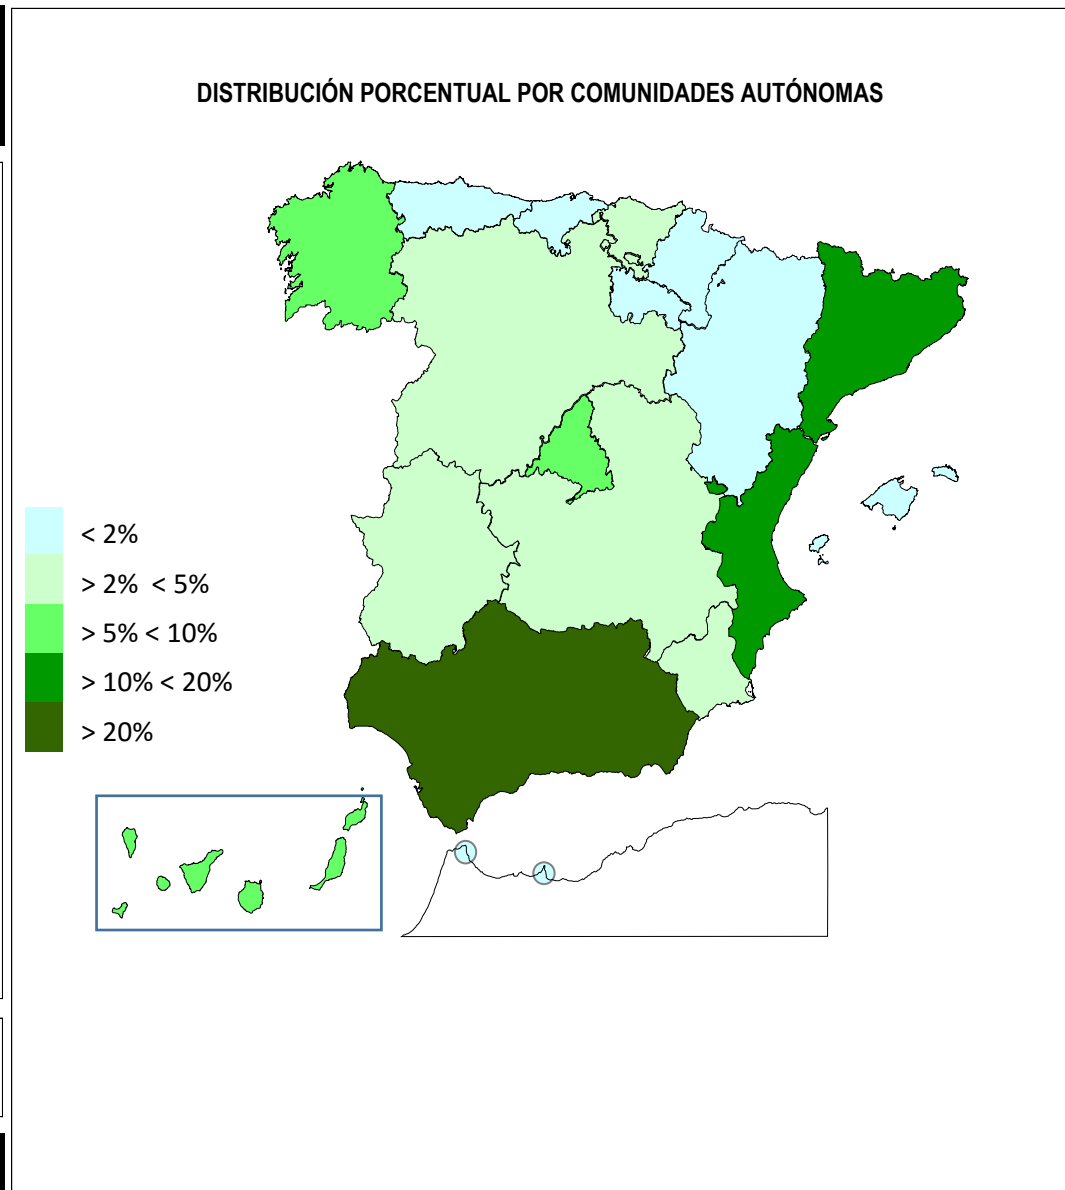 DISTRIBUCIÓN PORCENTUAL POR COMUNIDADES AUTÓNOMAS
< 2%
> 2% < 5%
> 5% < 10%
> 10% < 20%
> 20%